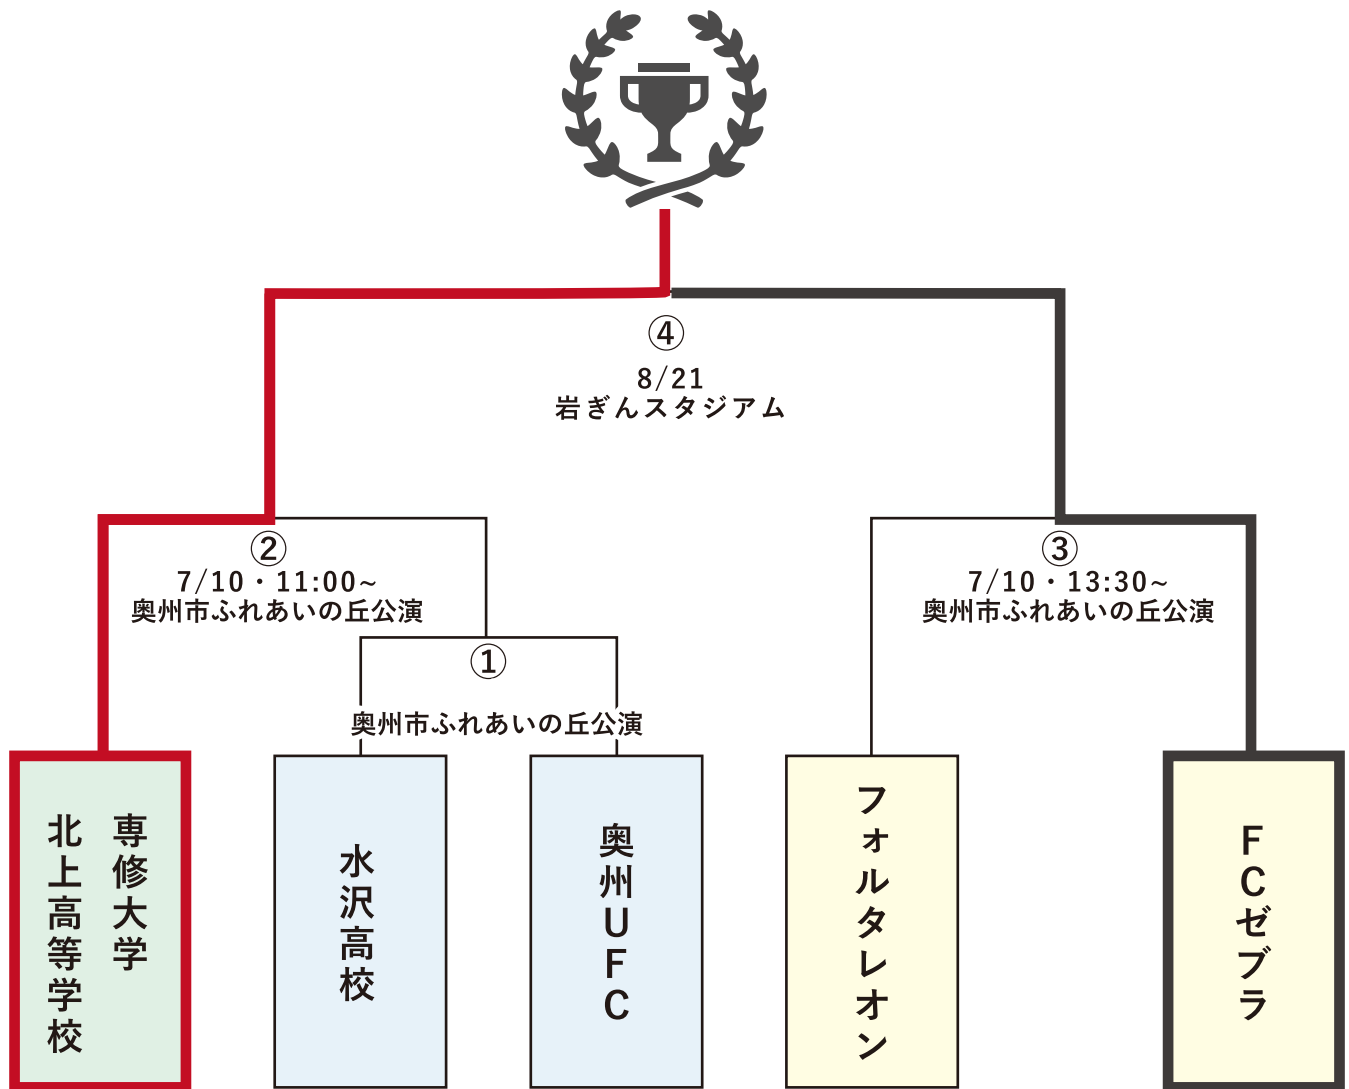 ④
8/21
岩ぎんスタジアム
②
7/10・11:00~
奥州市ふれあいの丘公演
③
7/10・13:30~
奥州市ふれあいの丘公演
①
奥州市ふれあいの丘公演
専修大学
北上高等学校
水沢高校
奥州UFC
フォルタレオン
FCゼブラ